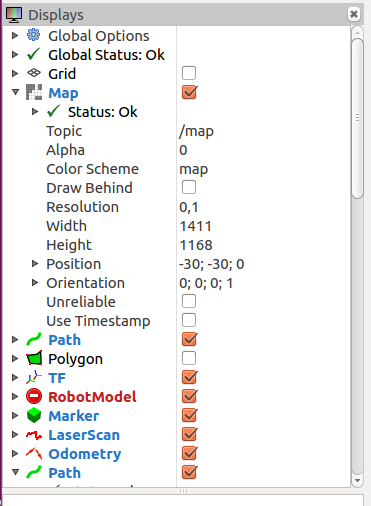 Displays
Global Options
Global Status: Ok
Grid
Map
Status: Ok
Topic /map
Alpha 0
Color Scheme map
Draw Behind
Resolution 0,1
Width 1411
Height 1168
Position -30; -30; 0
Orientation 0; 0; 0; 1
Unreliable
Use Timestamp
Path
Polygon
TF
RobotModel
Marker
LaserScan
Odometry
Path